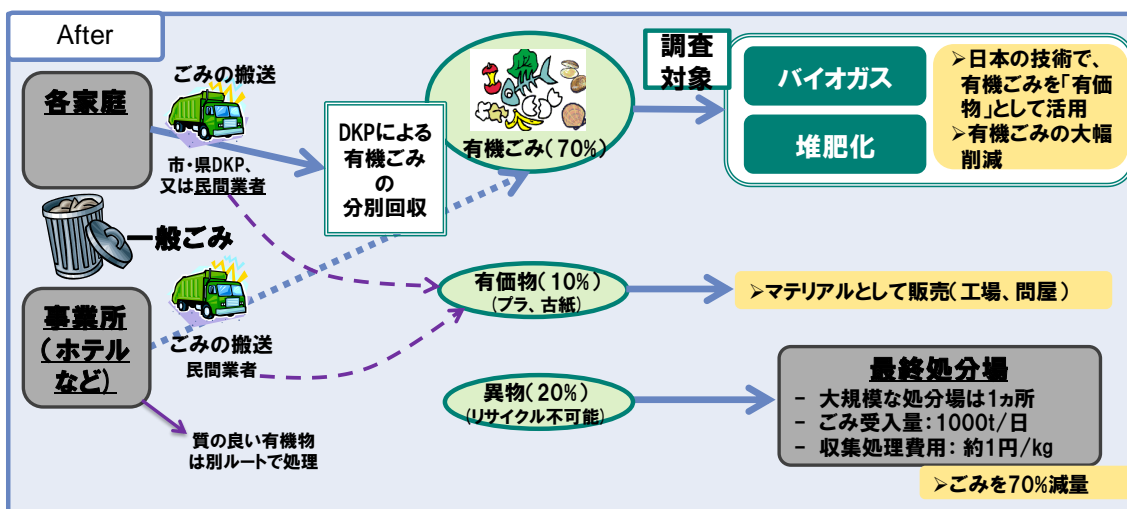 After
各家庭
ごみの搬送
市・県DKP、
又は民間業者
一般ごみ
事業所
(ホテル
など)
ごみの搬送
民間業者
質の良い有機物
は別ルートで処理
DKPによる
有機ごみ
の
分別回収
有機ごみ(70%)
調査
対象
バイオガス
堆肥化
➢日本の技術で、
有機ごみを「有価
物」として活用
➢有機ごみの大幅
削減
有価物(10%)
(プラ、古紙)
➢マテリアルとして販売(工場、問屋)
異物(20%)
(リサイクル不可能)
最終処分場
- 大規模な処分場は1ヵ所
- ごみ受入量:1000t/日
- 収集処理費用: 約1円/kg
➢ごみを70%減量